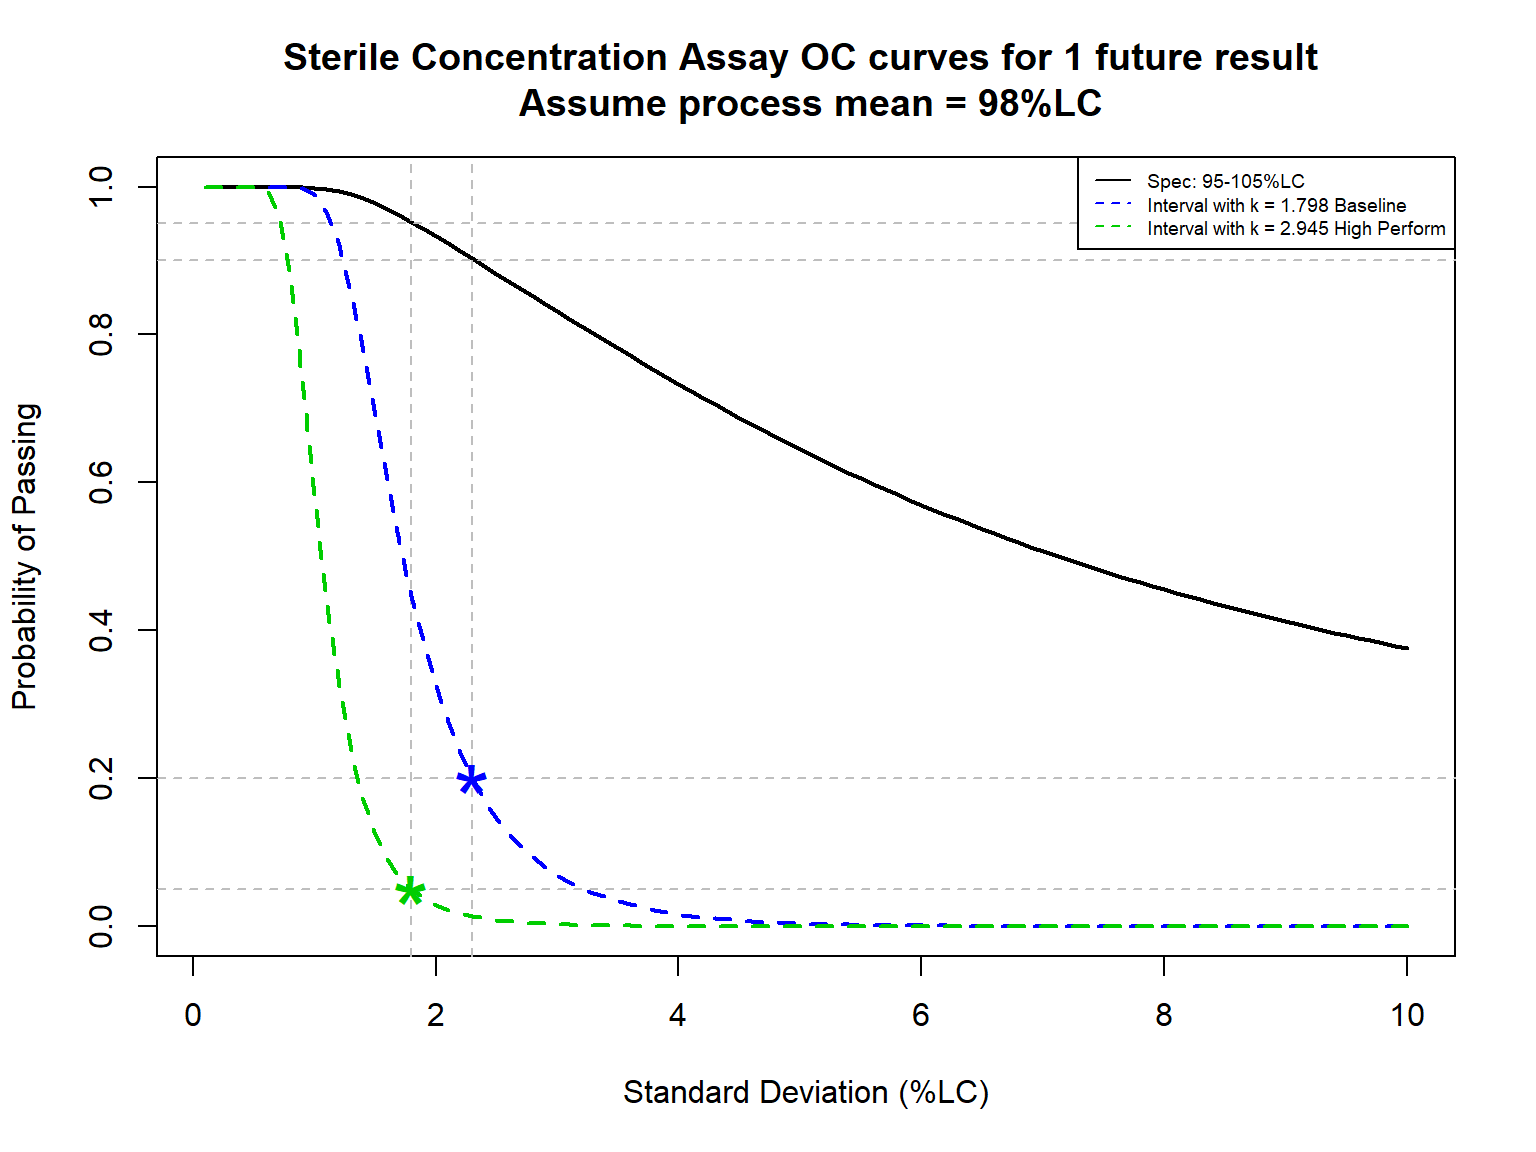 Sterile Concentration Assay OC curves for 1 future result
Assume process mean = 98%LC
Spec: 95-105%LC
Interval with k = 1.798 Baseline
Interval with k = 2.945 High Perform
Probability of Passing
1.0
0.8
0.6
0.4
0.2
0.0
0 2 4 6 8 10
Standard Deviation (%LC)